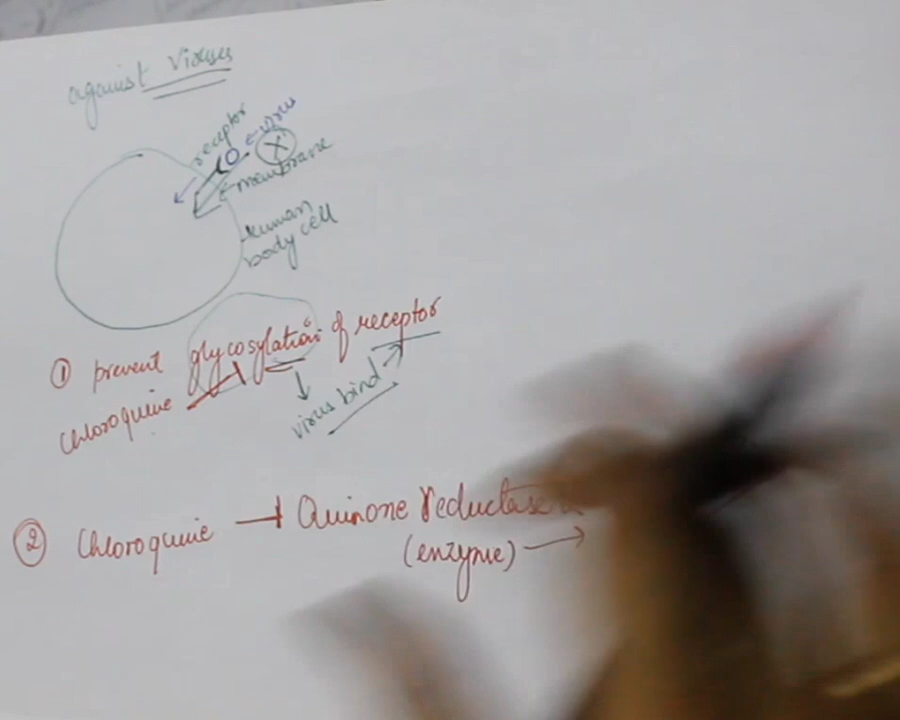 against Viruses
receptor
virus
X
membrane
Human
body cell
① prevent glycosylation of receptor
Chloroquine
virus bind
② Chloroquine Quinone reductase
(enzyme)